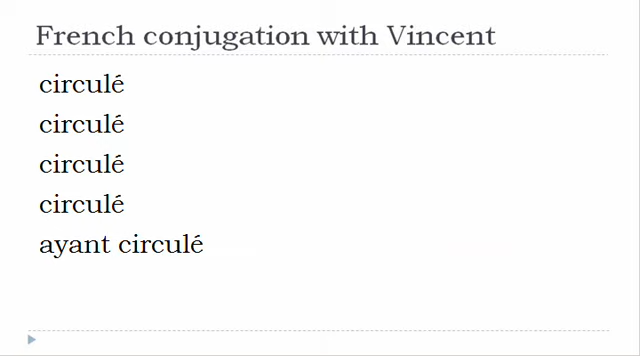 French conjugation with Vincent
circulé
circulé
circulé
circulé
ayant circulé